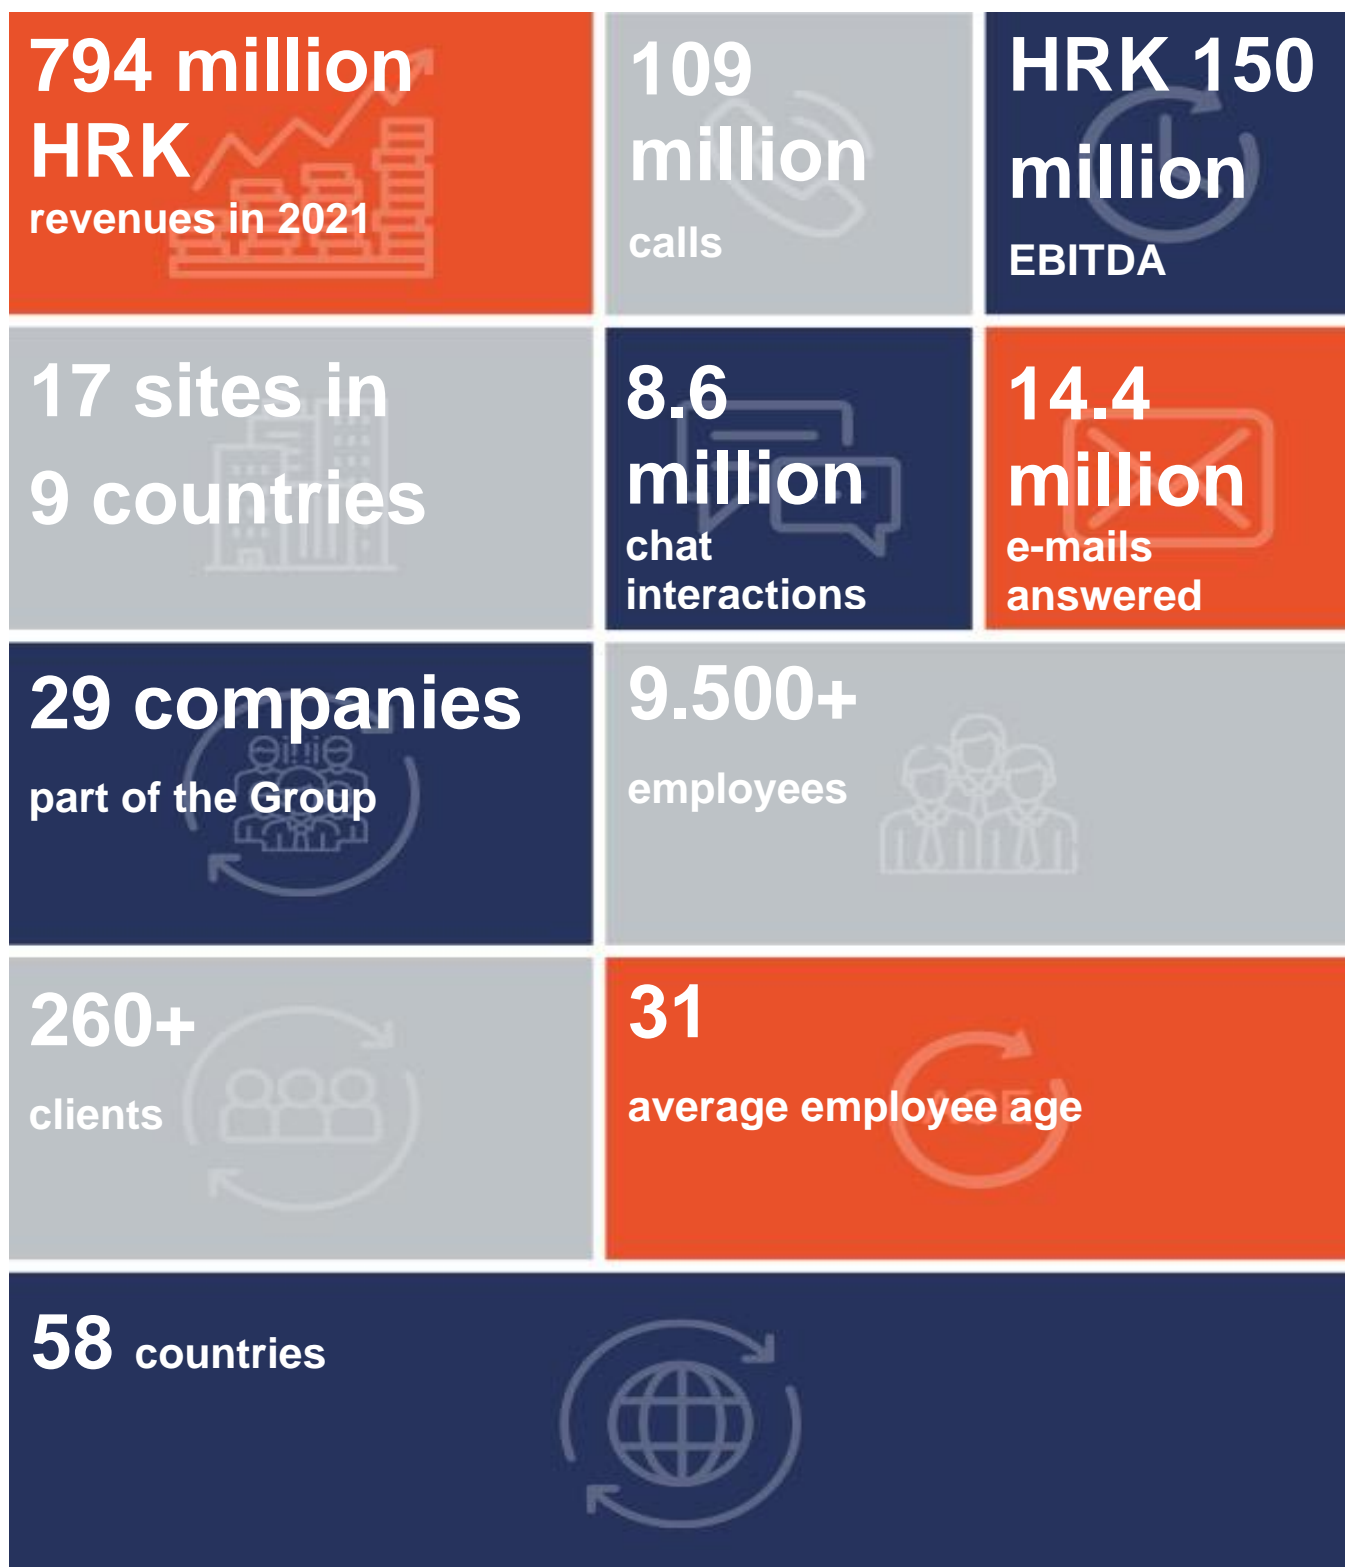 794 million
HRK
revenues in 2021
109
million
calls
HRK 150
million
EBITDA
17 sites in
9 countries
8.6
million
chat
interactions
14.4
million
e-mails
answered
29 companies
part of the Group
9.500+
employees
260+
clients
31
average employee age
AGE
58 countries